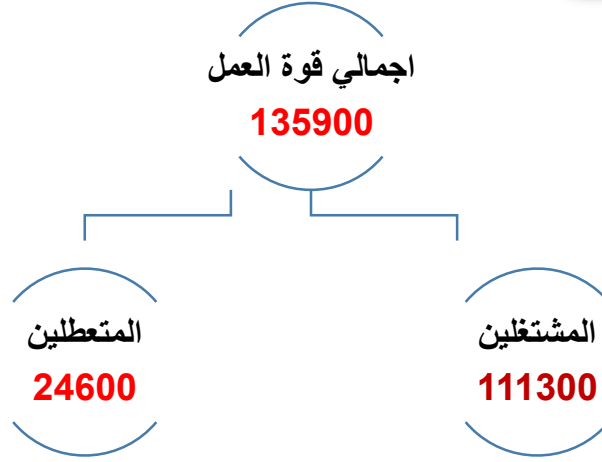 اجمالي قوة العمل
135900
المشتغلين
111300
المتعطلين
24600